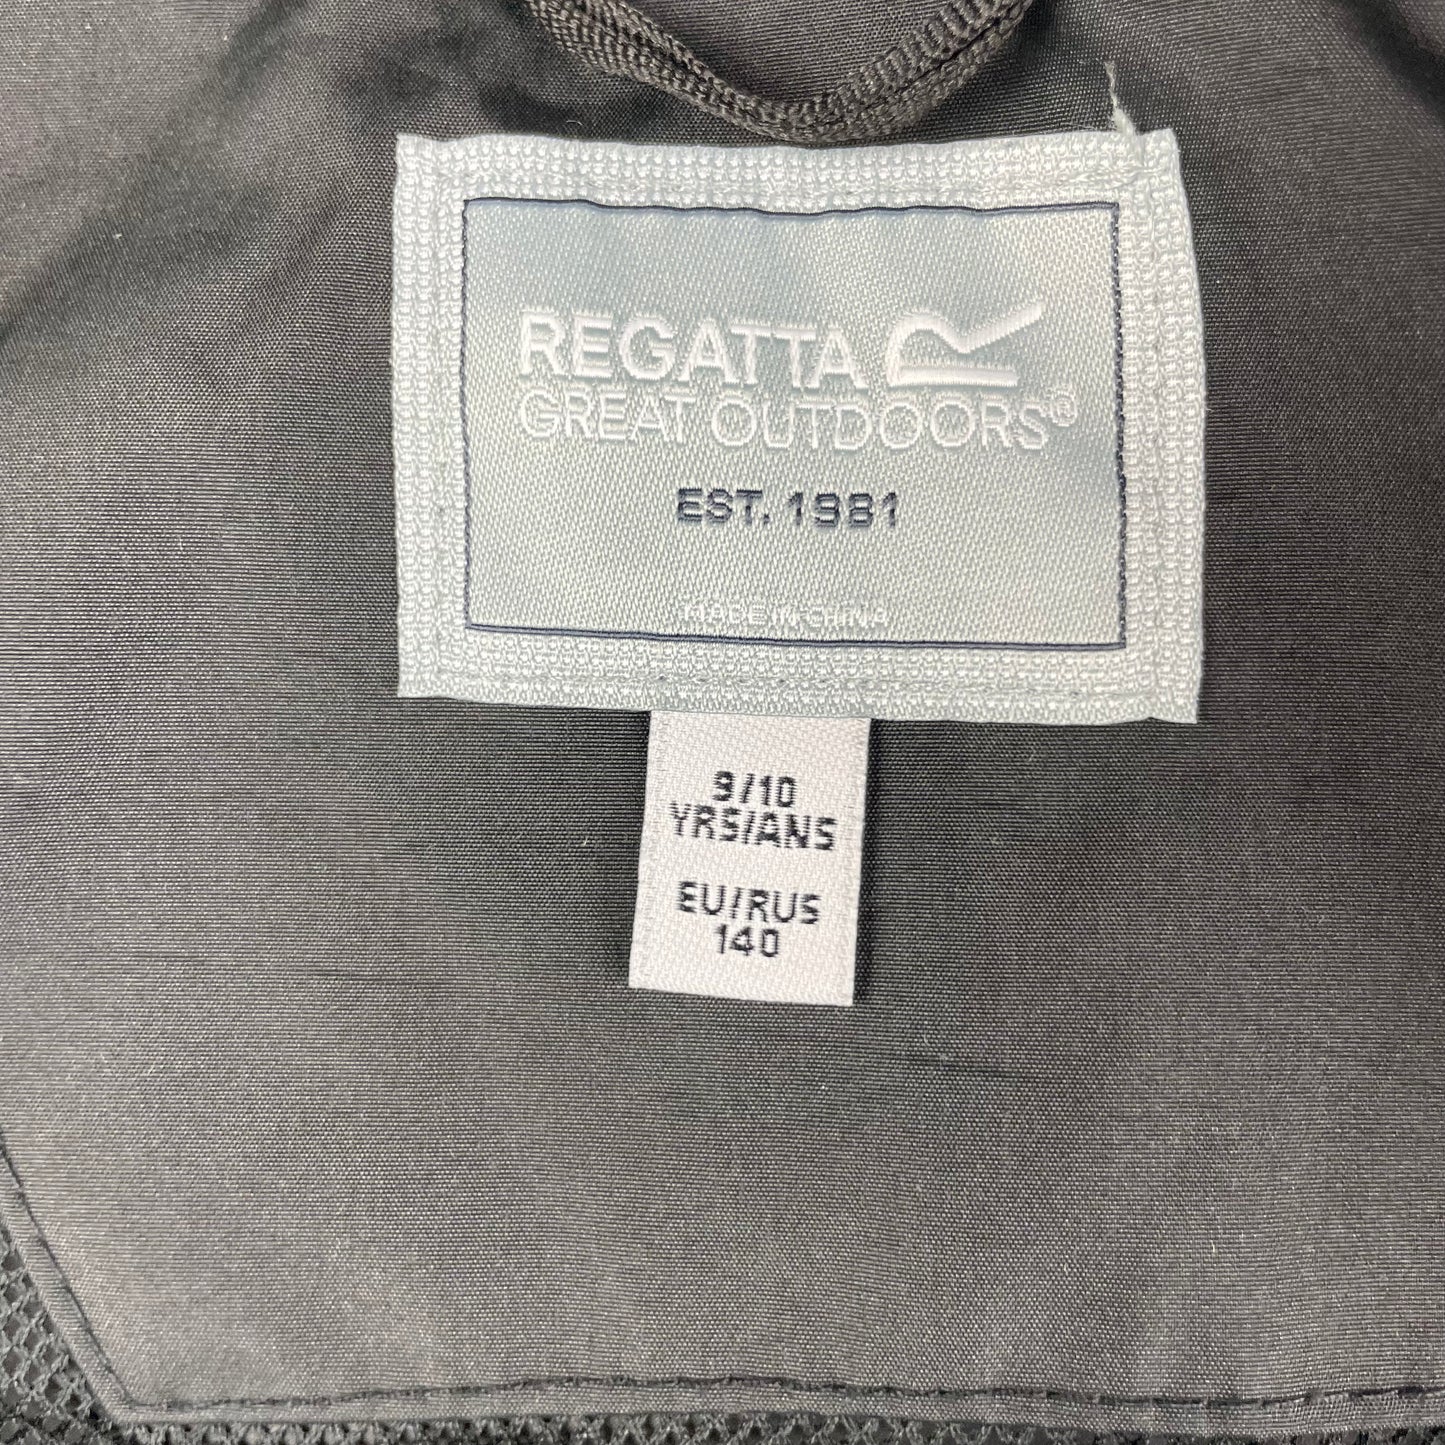 REGATTA
GREAT OUTDOORS®
EST. 1981
MADE IN CHINA
9/10
YRS/ANS
EU/RUS
140